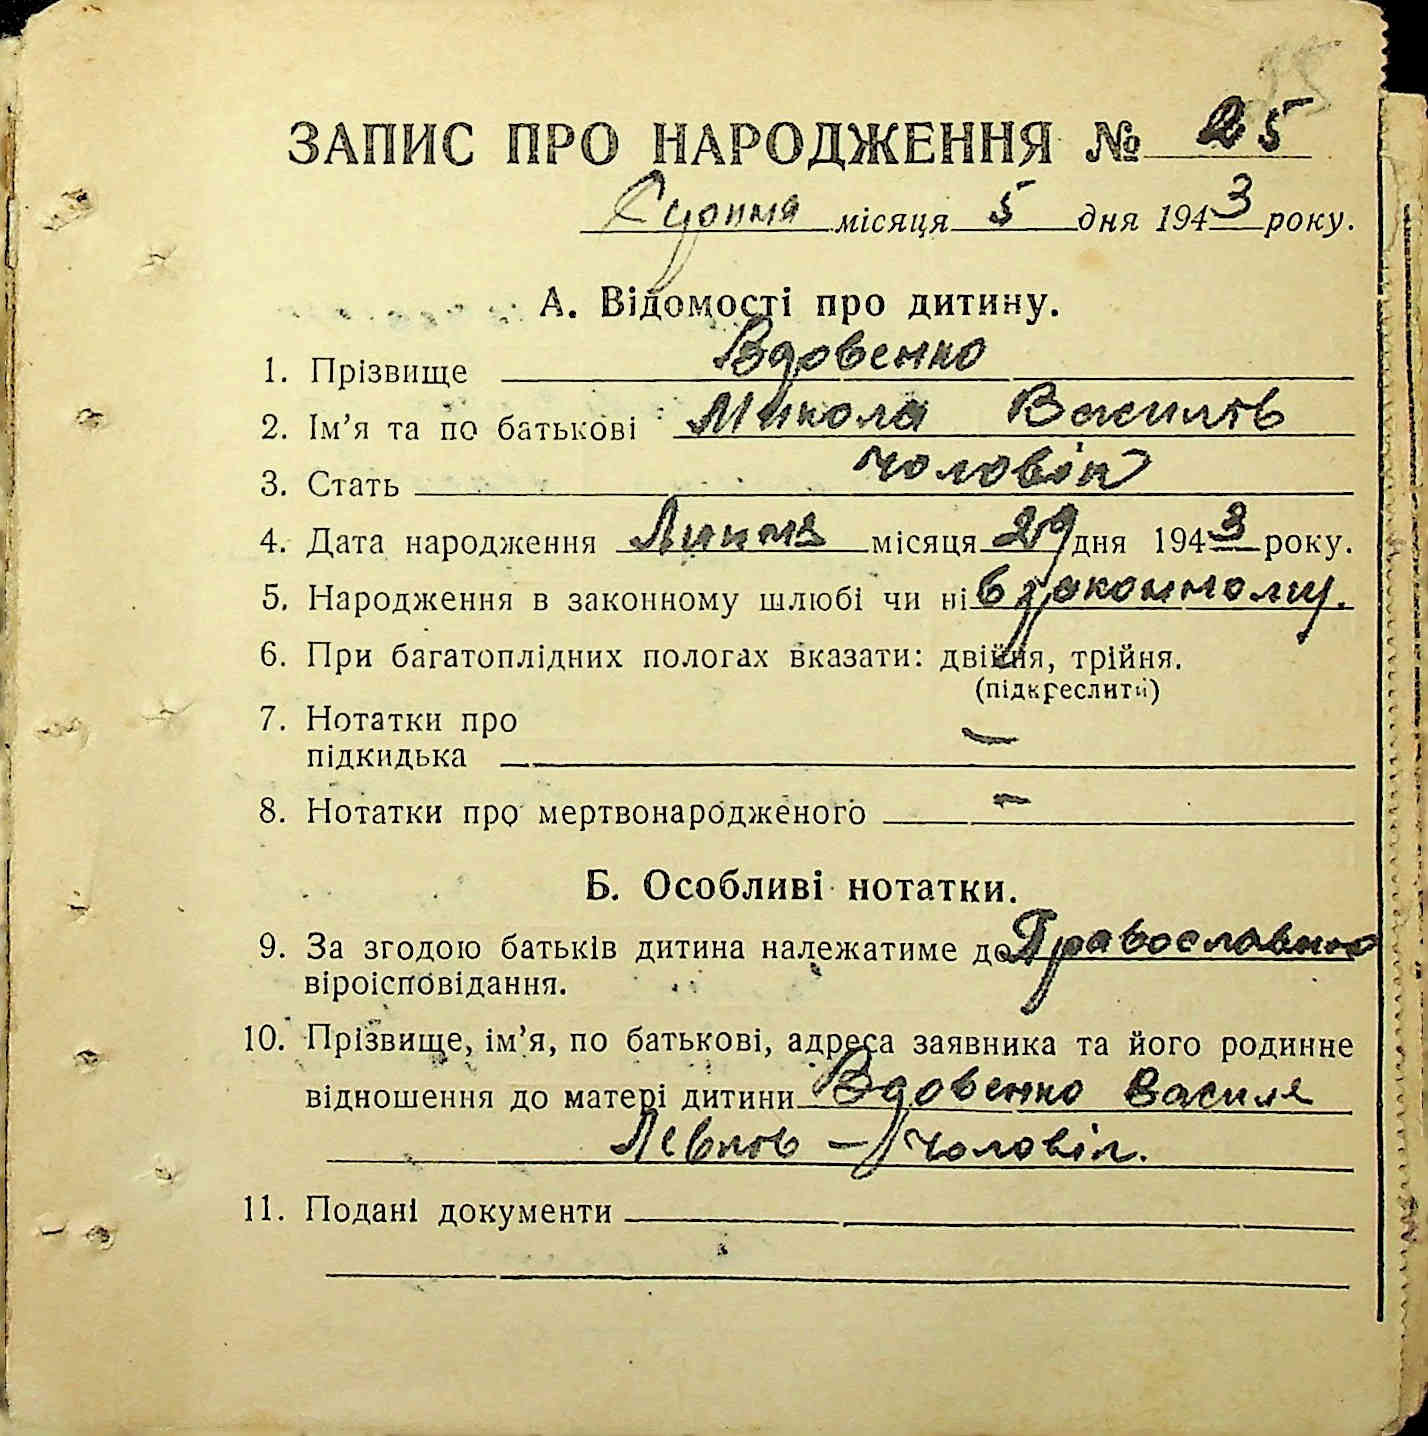 ЗАПИС ПРО НАРОДЖЕННЯ № 25
Серпня місяця 5 дня 1943 року.
А. Відомості про дитину.
1. Прізвище Вдовенко
2. Ім’я та по батькові Микола Василів
3. Стать чоловіч
4. Дата народження Липня місяця 29 дня 1943 року.
5. Народження в законному шлюбі чи ні в законному.
6. При багатоплідних пологах вказати: двійня, трійня.
(підкреслити)
7. Нотатки про —
підкидька
8. Нотатки про мертвонародженого —
Б. Особливі нотатки.
9. За згодою батьків дитина належатиме до Православного
віроісповідання.
10. Прізвище, ім’я, по батькові, адреса заявника та його родинне
відношення до матері дитини Вдовенко Василь
— чоловік.
11. Подані документи